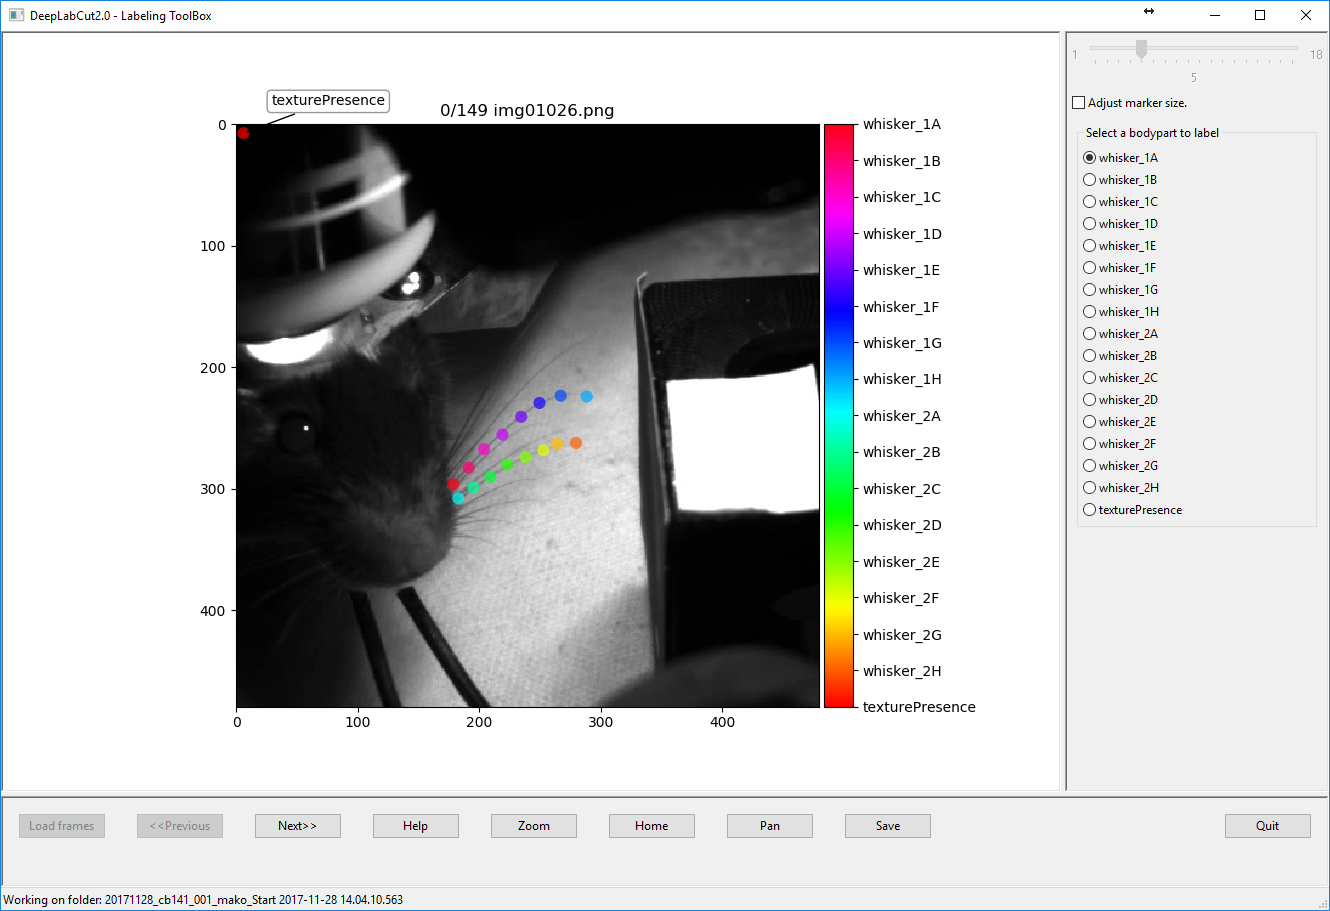 DeepLabCut2.0 - Labeling ToolBox
texturePresence
0/149 img01026.png
0
100
200
300
400
0
100
200
300
400
whisker_1A
whisker_1B
whisker_1C
whisker_1D
whisker_1E
whisker_1F
whisker_1G
whisker_1H
whisker_2A
whisker_2B
whisker_2C
whisker_2D
whisker_2E
whisker_2F
whisker_2G
whisker_2H
texturePresence
1
18
5
Adjust marker size.
Select a bodypart to label
whisker_1A
whisker_1B
whisker_1C
whisker_1D
whisker_1E
whisker_1F
whisker_1G
whisker_1H
whisker_2A
whisker_2B
whisker_2C
whisker_2D
whisker_2E
whisker_2F
whisker_2G
whisker_2H
texturePresence
Load frames <<Previous Next>> Help Zoom Home Pan Save Quit
Working on folder: 20171128_cb141_001_mako_Start 2017-11-28 14.04.10.563